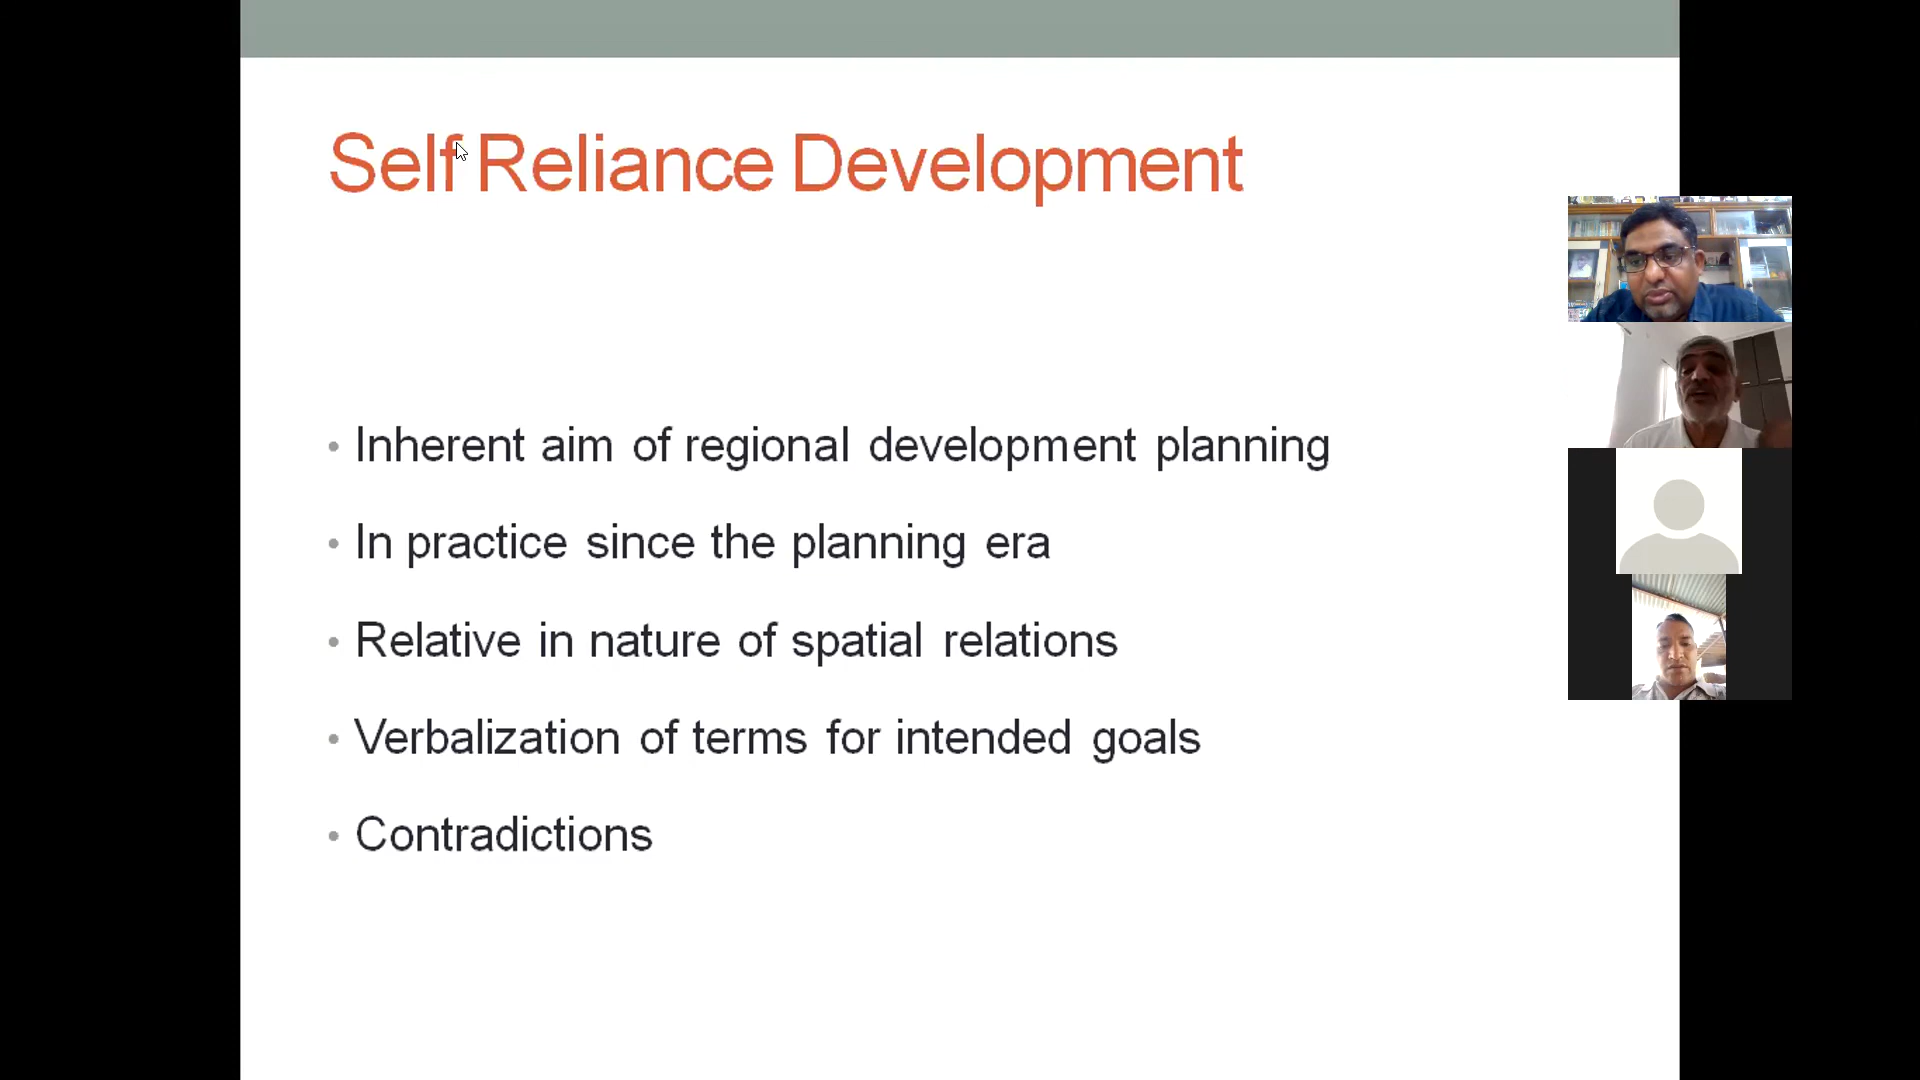 Self Reliance Development
• Inherent aim of regional development planning
• In practice since the planning era
• Relative in nature of spatial relations
• Verbalization of terms for intended goals
• Contradictions